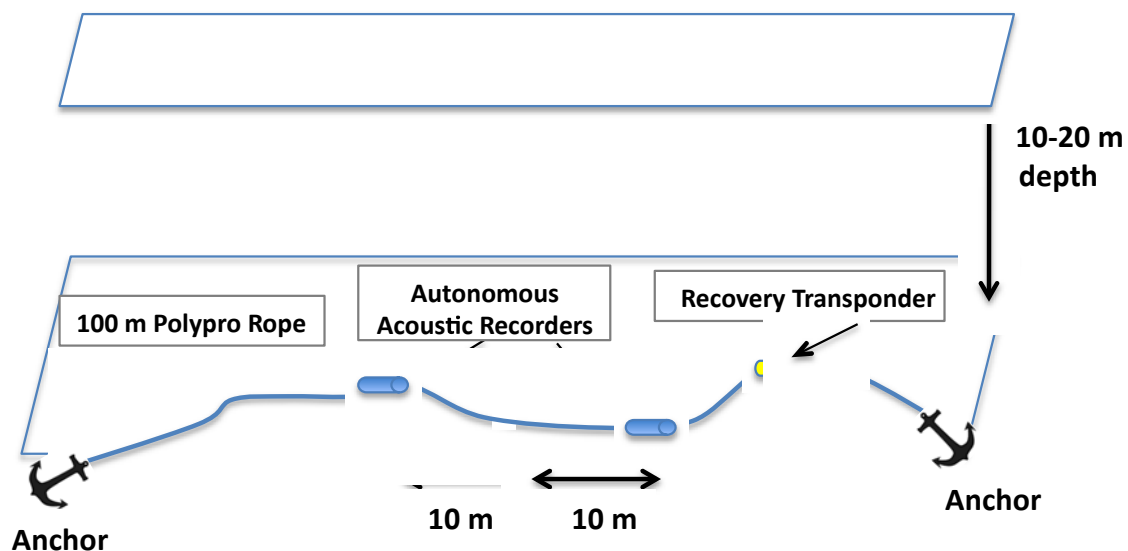 10-20 m
depth
100 m Polypro Rope
Autonomous
Acoustic Recorders
Recovery Transponder
Anchor
10 m
10 m
Anchor